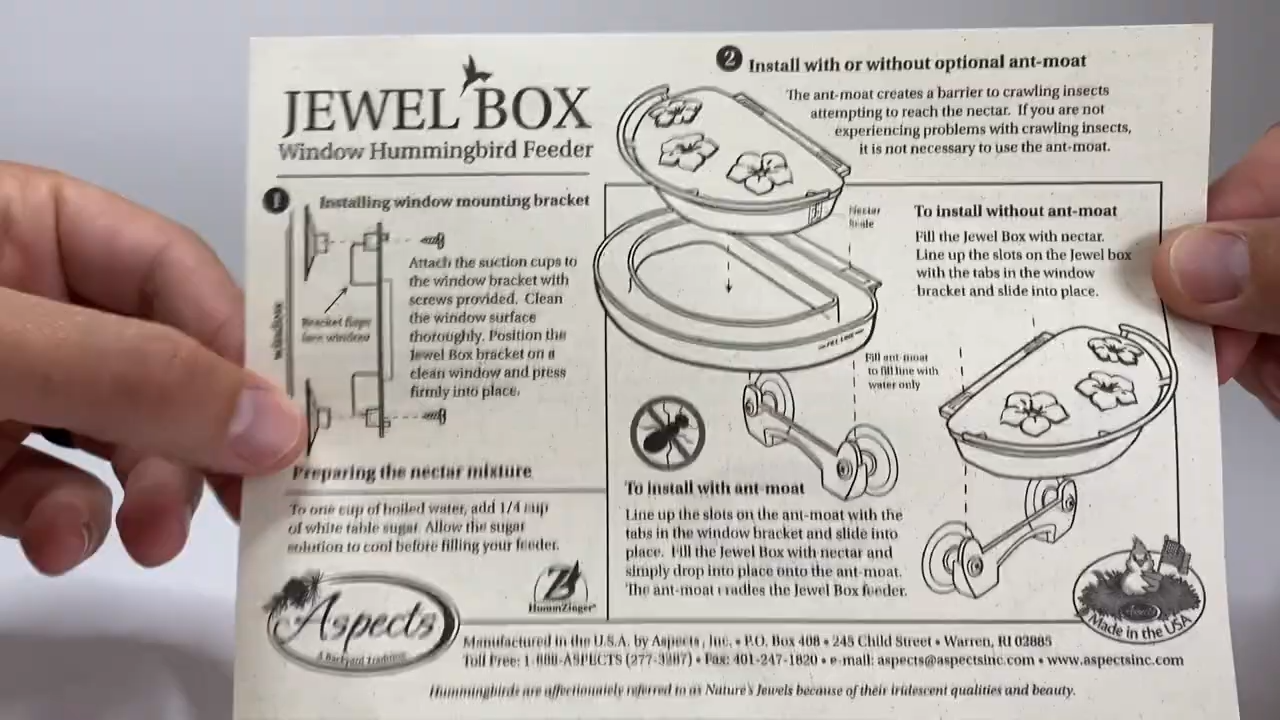 JEWEL BOX
Window Hummingbird Feeder
1 Installing window mounting bracket
Attach the suction cups to
the window bracket with
screws provided. Clean
the window surface
thoroughly. Position the
Jewel Box bracket on a
clean window and press
firmly into place.
Bracket flops
face window
Preparing the nectar mixture
To one cup of boiled water, add 1/4 cup
of white table sugar. Allow the sugar
solution to cool before filling your feeder.
2 Install with or without optional ant-moat
The ant-moat creates a barrier to crawling insects
attempting to reach the nectar. If you are not
experiencing problems with crawling insects,
it is not necessary to use the ant-moat.
Nectar
To install without ant-moat
Fill the Jewel Box with nectar.
Line up the slots on the Jewel box
with the tabs in the window
bracket and slide into place.
FILL LINE
Fill ant-moat
to fill line with
water only
To install with ant-moat
Line up the slots on the ant-moat with the
tabs in the window bracket and slide into
place. Fill the Jewel Box with nectar and
simply drop into place onto the ant-moat.
The ant-moat cradles the Jewel Box feeder.
Aspects
A Backyard Tradition
HummZinger
Aspects
Made in the USA
Manufactured in the U.S.A. by Aspects, Inc. • P.O. Box 408 • 245 Child Street • Warren, RI 02885
Toll Free: 1-888-ASPECTS (277-3287) • Fax: 401-247-1820 • e-mail: aspects@aspectsinc.com • www.aspectsinc.com
Hummingbirds are affectionately referred to as Nature's Jewels because of their iridescent qualities and beauty.